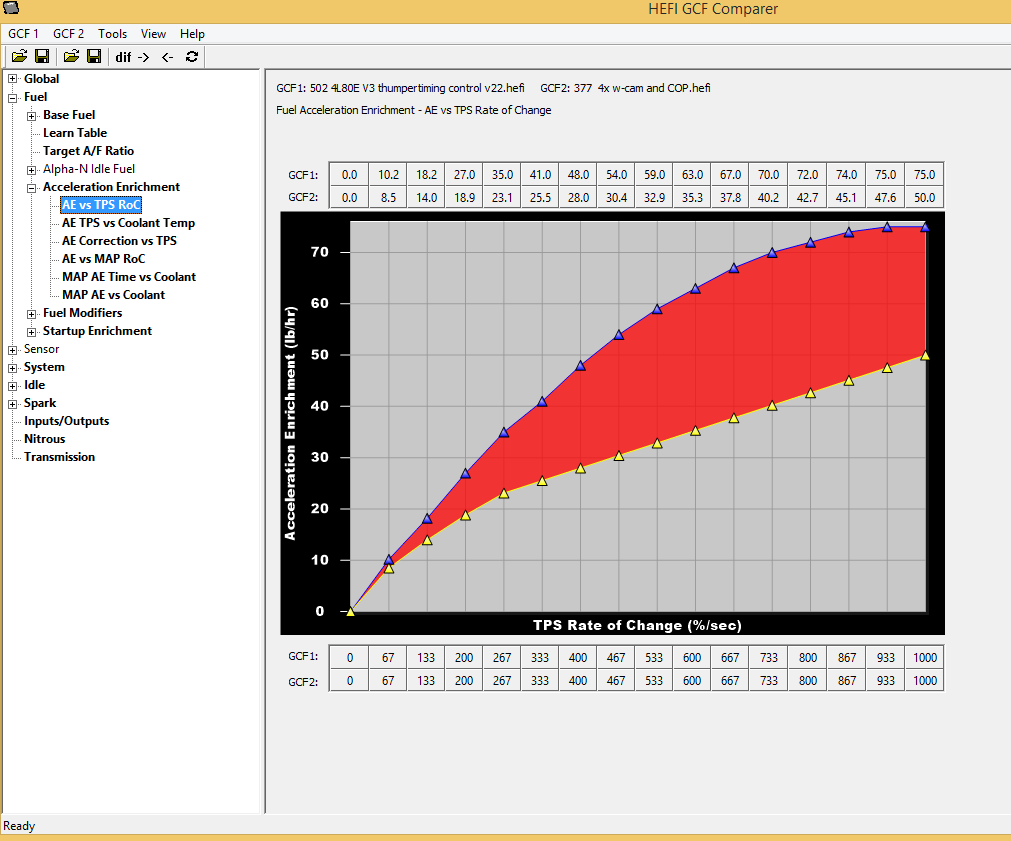 HEFI GCF Comparer
GCF 1 GCF 2 Tools View Help
dif -> <-
Global
Fuel
Base Fuel
Learn Table
Target A/F Ratio
Alpha-N Idle Fuel
Acceleration Enrichment
AE vs TPS RoC
AE TPS vs Coolant Temp
AE Correction vs TPS
AE vs MAP RoC
MAP AE Time vs Coolant
MAP AE vs Coolant
Fuel Modifiers
Startup Enrichment
Sensor
System
Idle
Spark
Inputs/Outputs
Nitrous
Transmission
GCF1: 502 4L80E V3 thumpertiming control v22.hefi GCF2: 377 4x w-cam and COP.hefi
Fuel Acceleration Enrichment - AE vs TPS Rate of Change
GCF1: 0.0 10.2 18.2 27.0 35.0 41.0 48.0 54.0 59.0 63.0 67.0 70.0 72.0 74.0 75.0 75.0
GCF2: 0.0 8.5 14.0 18.9 23.1 25.5 28.0 30.4 32.9 35.3 37.8 40.2 42.7 45.1 47.6 50.0
Acceleration Enrichment (lb/hr)
70
60
50
40
30
20
10
0
TPS Rate of Change (%/sec)
GCF1: 0 67 133 200 267 333 400 467 533 600 667 733 800 867 933 1000
GCF2: 0 67 133 200 267 333 400 467 533 600 667 733 800 867 933 1000
Ready